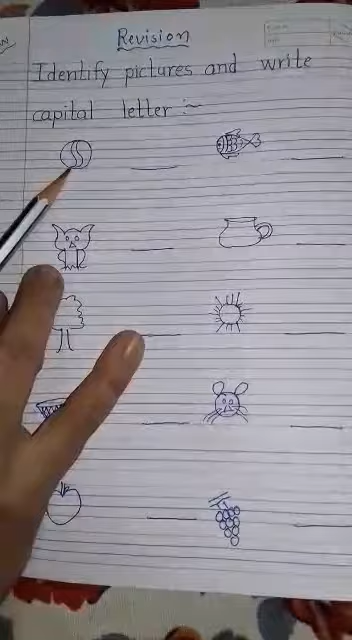 Revision
Identify pictures and write
capital letter :~